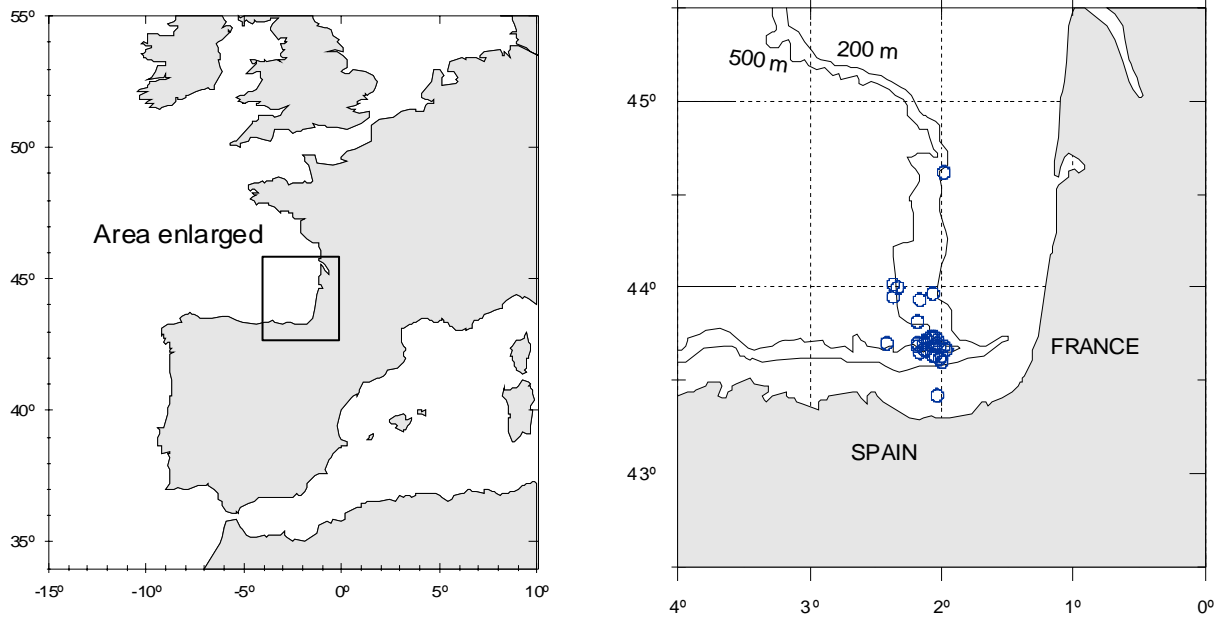 55º
50º
Area enlarged
45º
40º
35º
-15º -10º -5º 0º 5º 10º
200 m
500 m
45º
44º
FRANCE
SPAIN
43º
4º 3º 2º 1º 0º